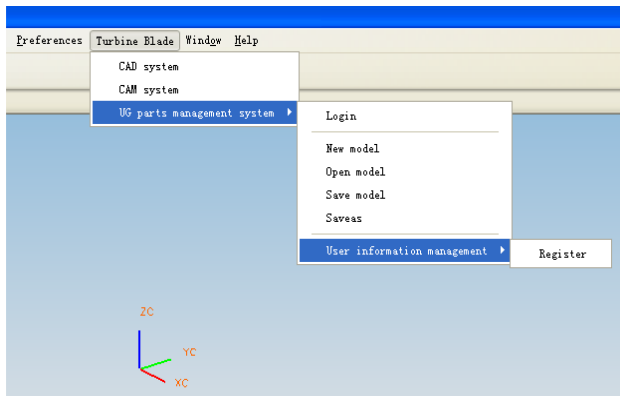 Preferences Turbine Blade Window Help
CAD system
CAM system
UG parts management system
Login
New model
Open model
Save model
Saveas
User information management
Register
ZC
YC
XC